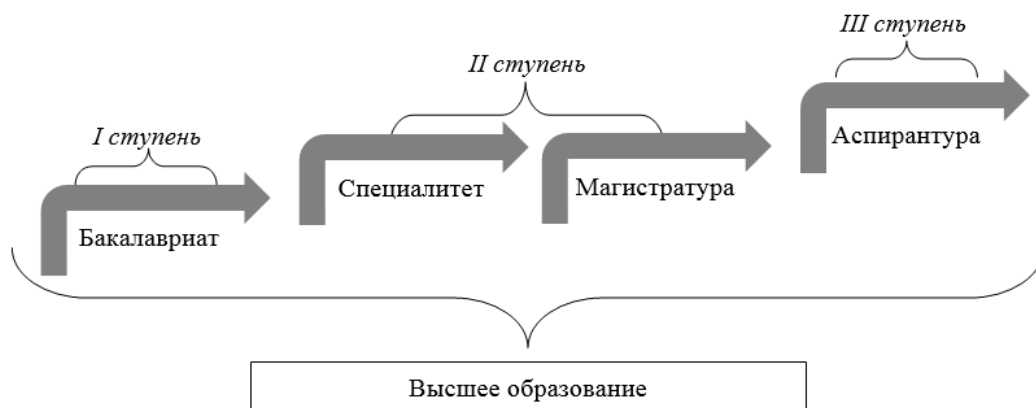 III ступень
II ступень
I ступень
Аспирантура
Специалитет
Магистратура
Бакалавриат
Высшее образование